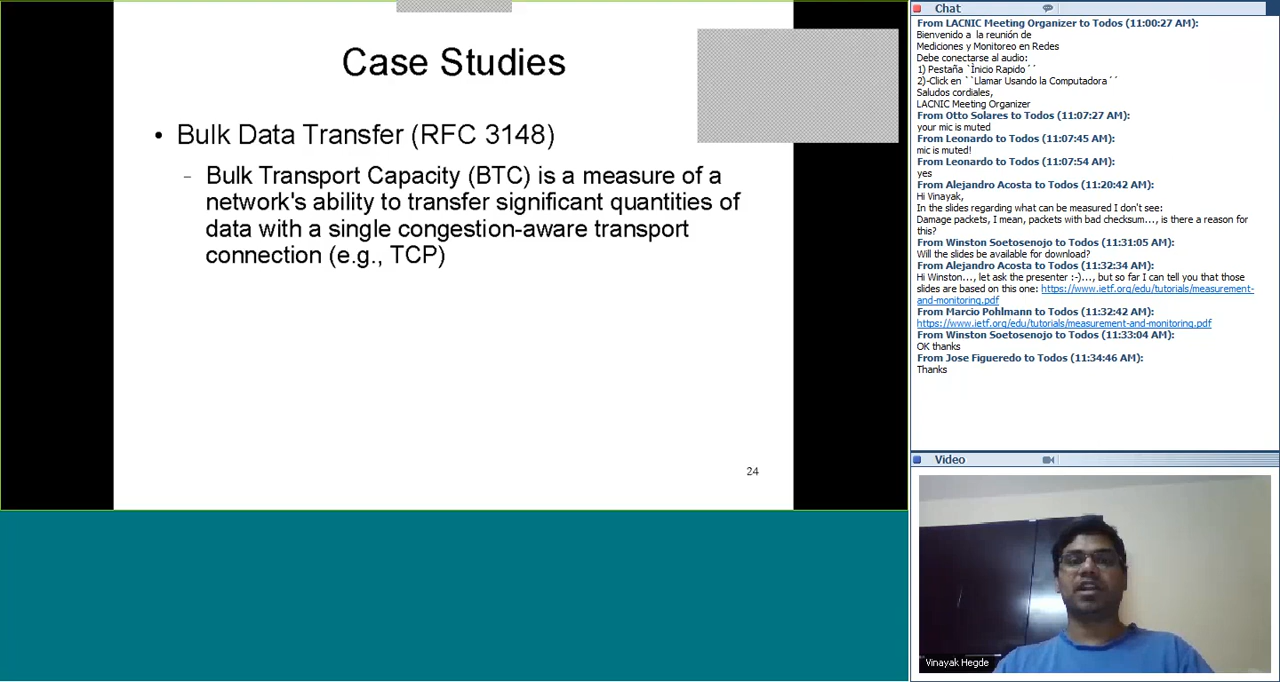 Case Studies
• Bulk Data Transfer (RFC 3148)
– Bulk Transport Capacity (BTC) is a measure of a
network's ability to transfer significant quantities of
data with a single congestion-aware transport
connection (e.g., TCP)
24
Chat
From LACNIC Meeting Organizer to Todos (11:00:27 AM):
Bienvenido a  la reunión de
Mediciones y Monitoreo en Redes
Debe conectarse al audio:
1) Pestaña `Ìnicio Rapido´´
2)-Click en ``Llamar Usando la Computadora´´
Saludos cordiales,
LACNIC Meeting Organizer
From Otto Solares to Todos (11:07:27 AM):
your mic is muted
From Leonardo to Todos (11:07:45 AM):
mic is muted!
From Leonardo to Todos (11:07:54 AM):
yes
From Alejandro Acosta to Todos (11:20:42 AM):
Hi Vinayak,
In the slides regarding what can be measured I don't see:
Damage packets, I mean, packets with bad checksum..., is there a reason for
this?
From Winston Soetosenojo to Todos (11:31:05 AM):
Will the slides be available for download?
From Alejandro Acosta to Todos (11:32:34 AM):
Hi Winston..., let ask the presenter :-)..., but so far I can tell you that those
slides are based on this one: https://www.ietf.org/edu/tutorials/measurement-
and-monitoring.pdf
From Marcio Pohlmann to Todos (11:32:42 AM):
https://www.ietf.org/edu/tutorials/measurement-and-monitoring.pdf
From Winston Soetosenojo to Todos (11:33:04 AM):
OK thanks
From Jose Figueredo to Todos (11:34:46 AM):
Thanks
Video
Vinayak Hegde